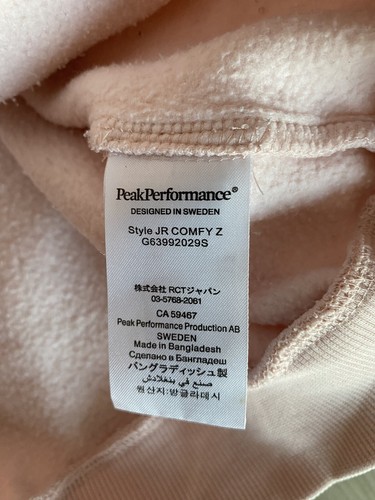 PeakPerformance®
DESIGNED IN SWEDEN
Style JR COMFY Z
G63992029S
株式会社 RCTジャパン
03-5768-2061
CA 59467
Peak Performance Production AB
SWEDEN
Made in Bangladesh
Сделано в Бангладеш
バングラディッシュ製
صنع في بنغلادش
원산지:방글라데시